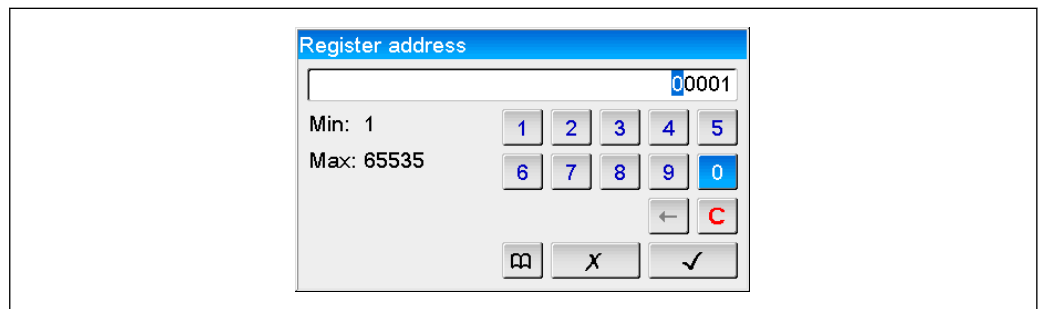 Register address
00001
Min: 1
1 2 3 4 5
Max: 65535
6 7 8 9 0
← C
✗ ✓